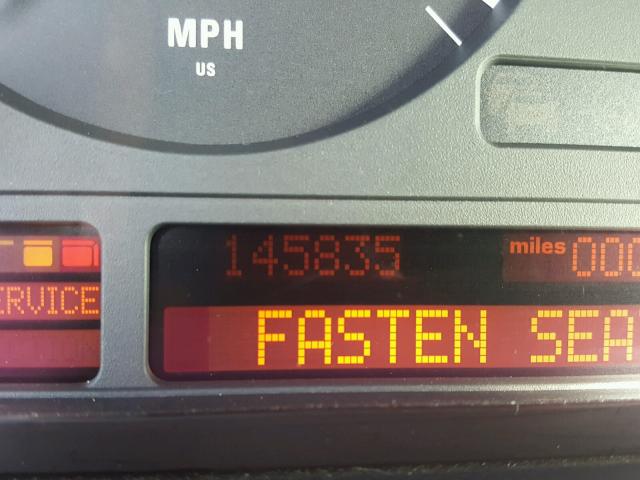 MPH
US
145835 miles 000
ERVICE
FASTEN SEA